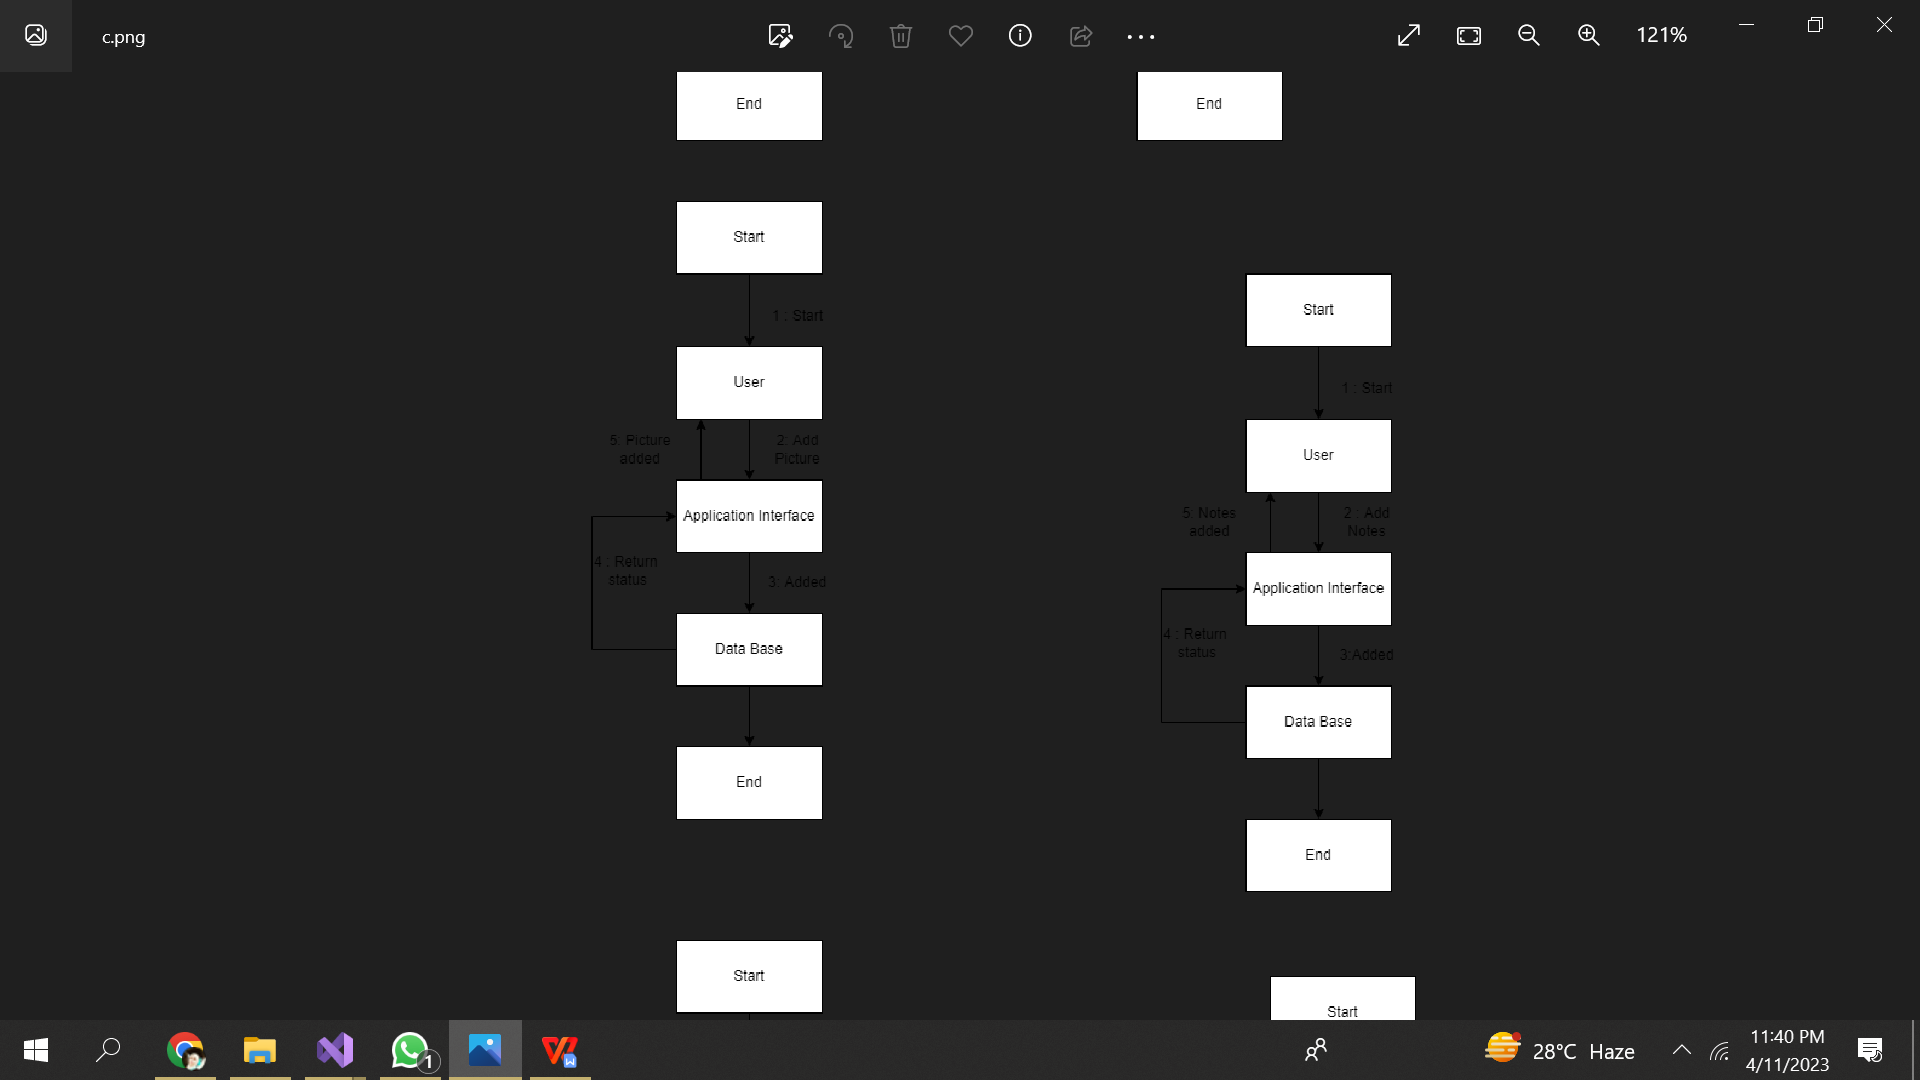 c.png
121%
End
End
Start
1 : Start
User
5: Picture
added
2: Add
Picture
Application Interface
4 : Return
status
3: Added
Data Base
End
Start
1 : Start
User
5: Notes
added
2 : Add
Notes
Application Interface
4 : Return
status
3:Added
Data Base
End
Start
Start
1
28°C Haze
11:40 PM
4/11/2023